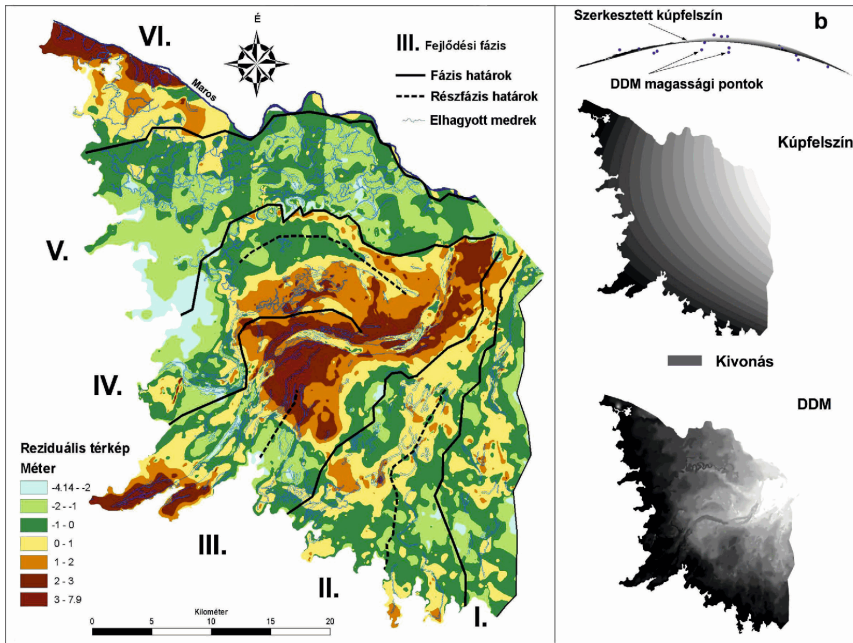 VI.
É
III. Fejlődési fázis
Maros
Fázis határok
Részfázis határok
Elhagyott medrek
V.
IV.
III.
II.
I.
Reziduális térkép
Méter
-4,14 - -2
-2 - -1
-1 - 0
0 - 1
1 - 2
2 - 3
3 - 7.9
Kilométer
0 5 10 20
b
Szerkesztett kúpfelszín
DDM magassági pontok
Kúpfelszín
Kivonás
DDM